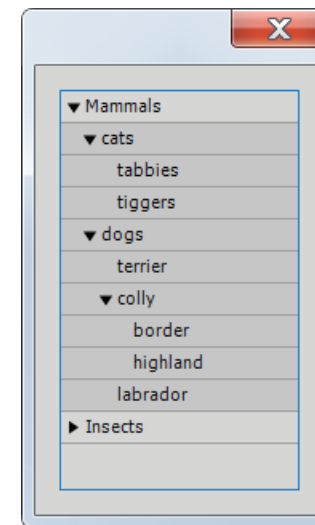 Mammals
cats
tabbies
tiggers
dogs
terrier
colly
border
highland
labrador
Insects